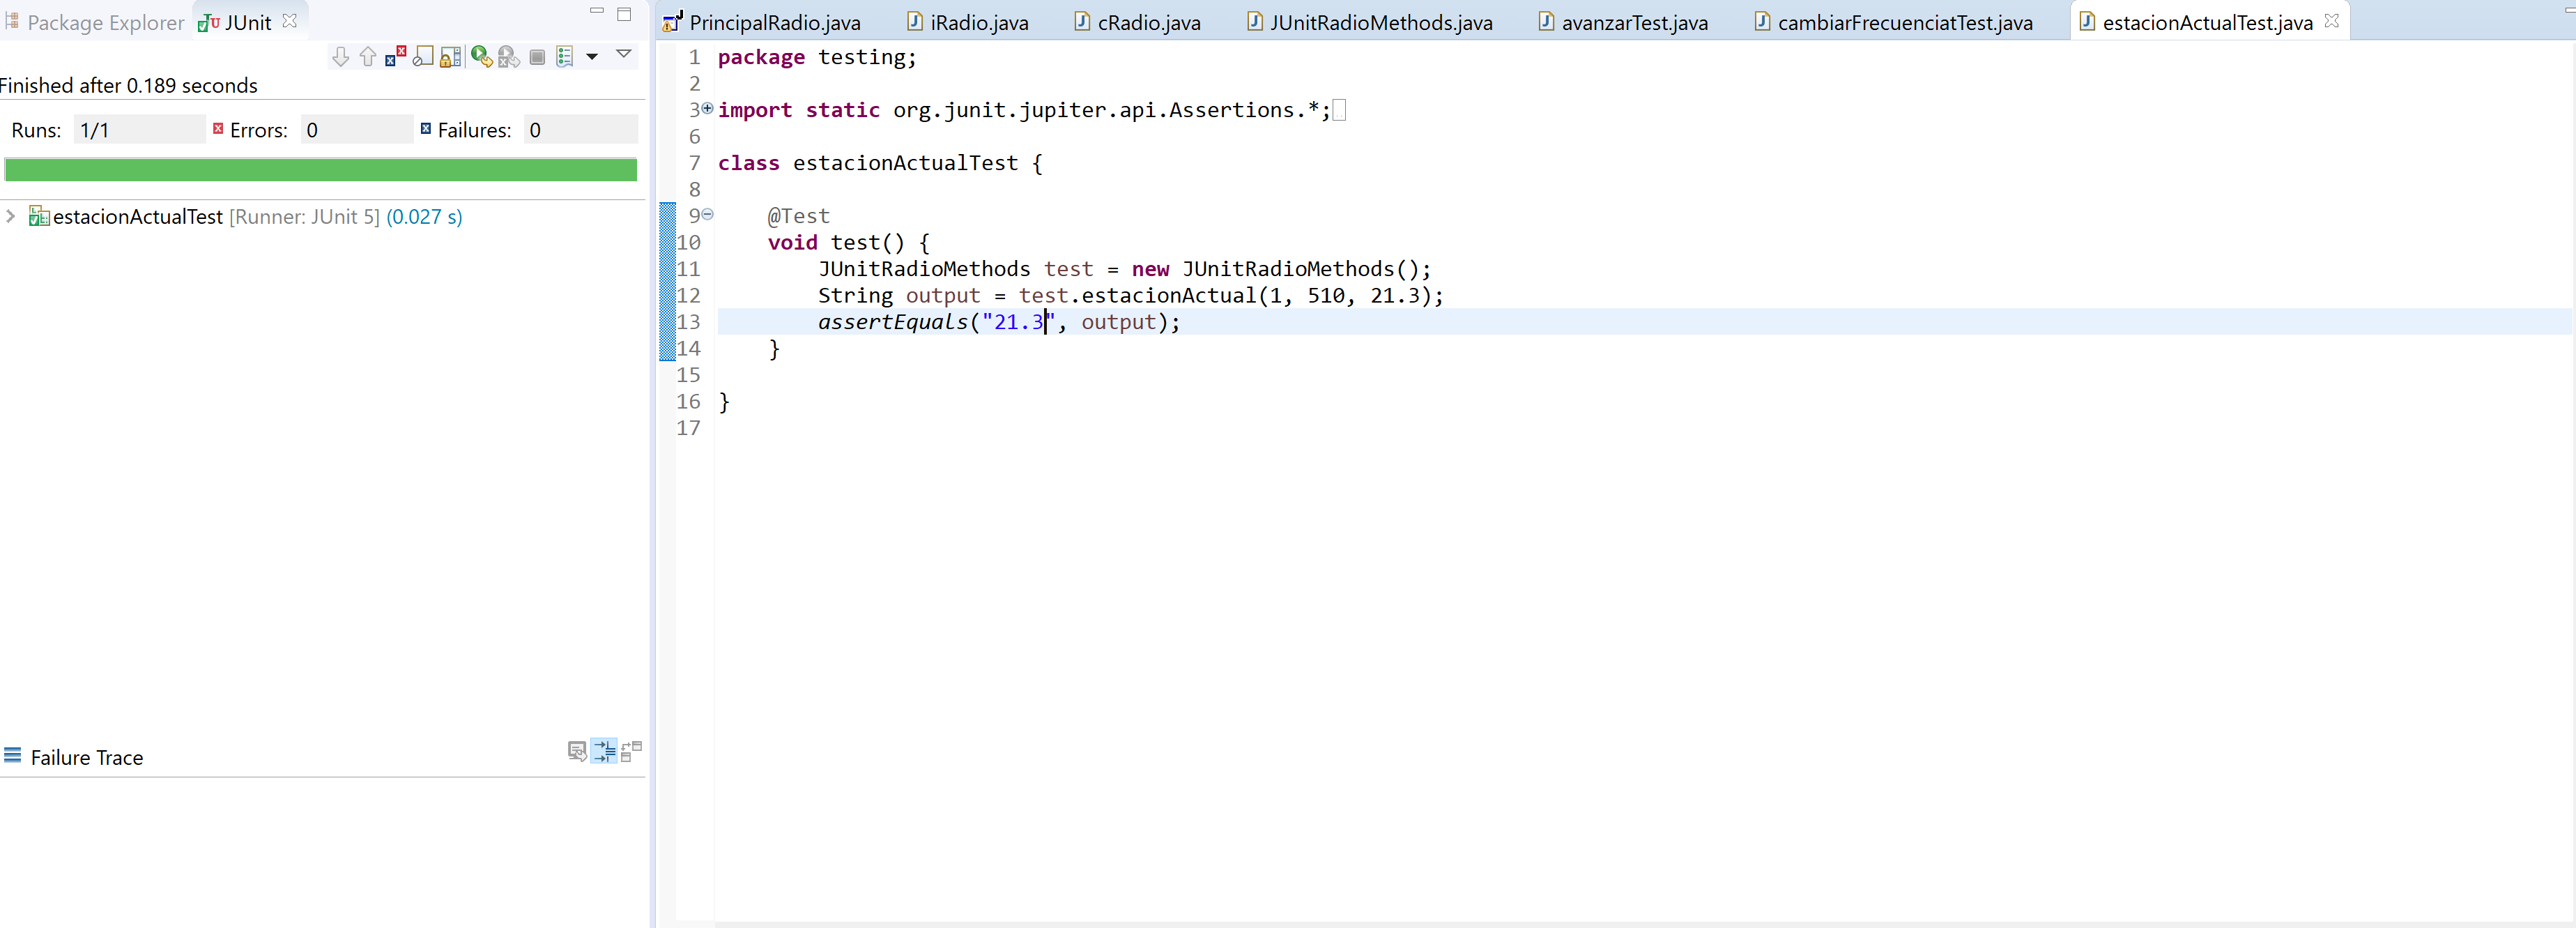 Package Explorer JUnit
Finished after 0.189 seconds
Runs: 1/1 Errors: 0 Failures: 0
estacionActualTest [Runner: JUnit 5] (0.027 s)
Failure Trace
PrincipalRadio.java iRadio.java cRadio.java JUnitRadioMethods.java avanzarTest.java cambiarFrecuenciatTest.java estacionActualTest.java
1 package testing;
2
3 import static org.junit.jupiter.api.Assertions.*;
6
7 class estacionActualTest {
8
9 @Test
10 void test() {
11 JUnitRadioMethods test = new JUnitRadioMethods();
12 String output = test.estacionActual(1, 510, 21.3);
13 assertEquals("21.3", output);
14 }
15
16 }
17